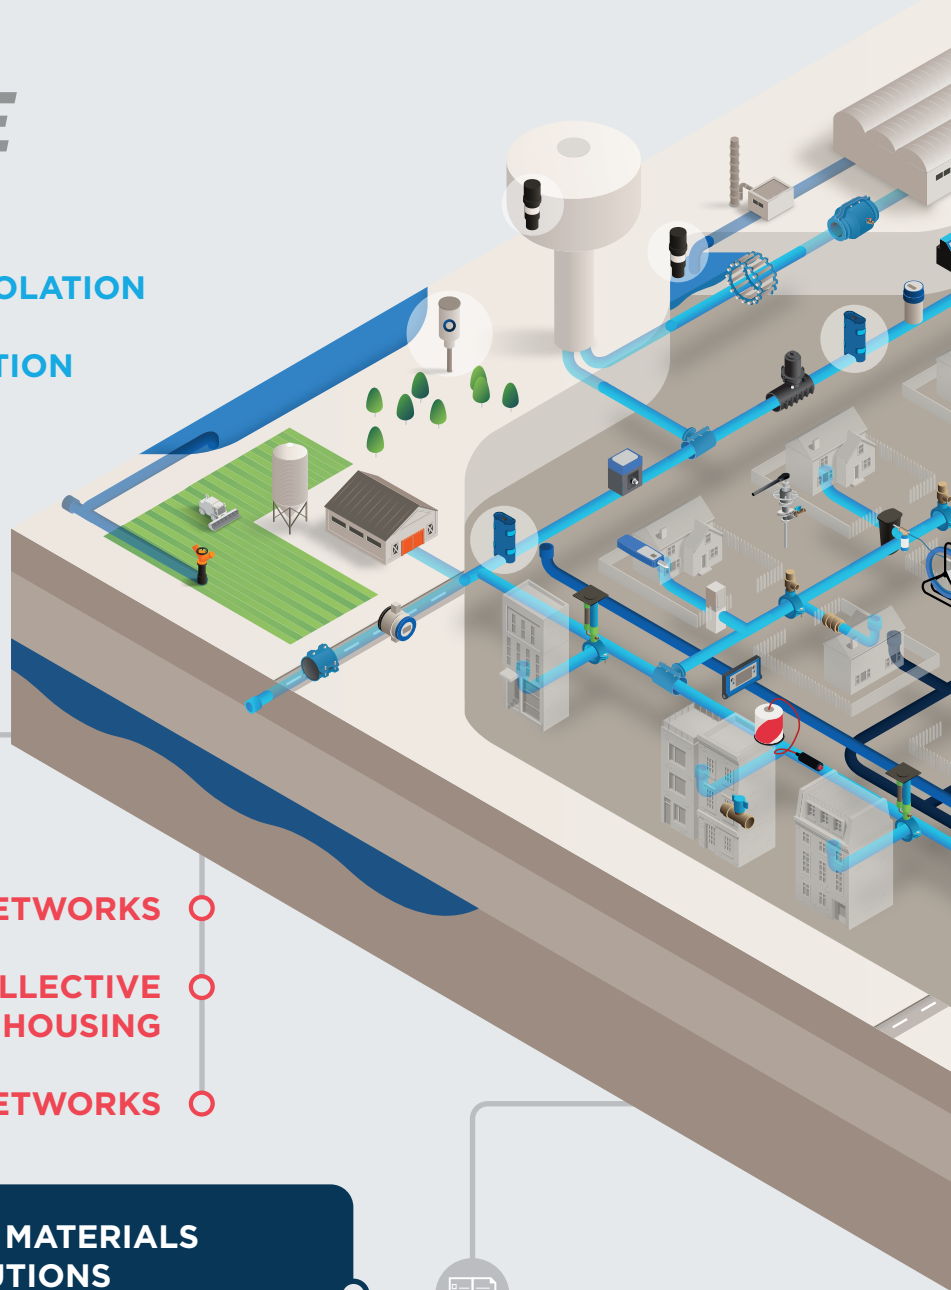 E
OLATION
TION
ETWORKS
LLECTIVE
HOUSING
ETWORKS
MATERIALS
UTIONS